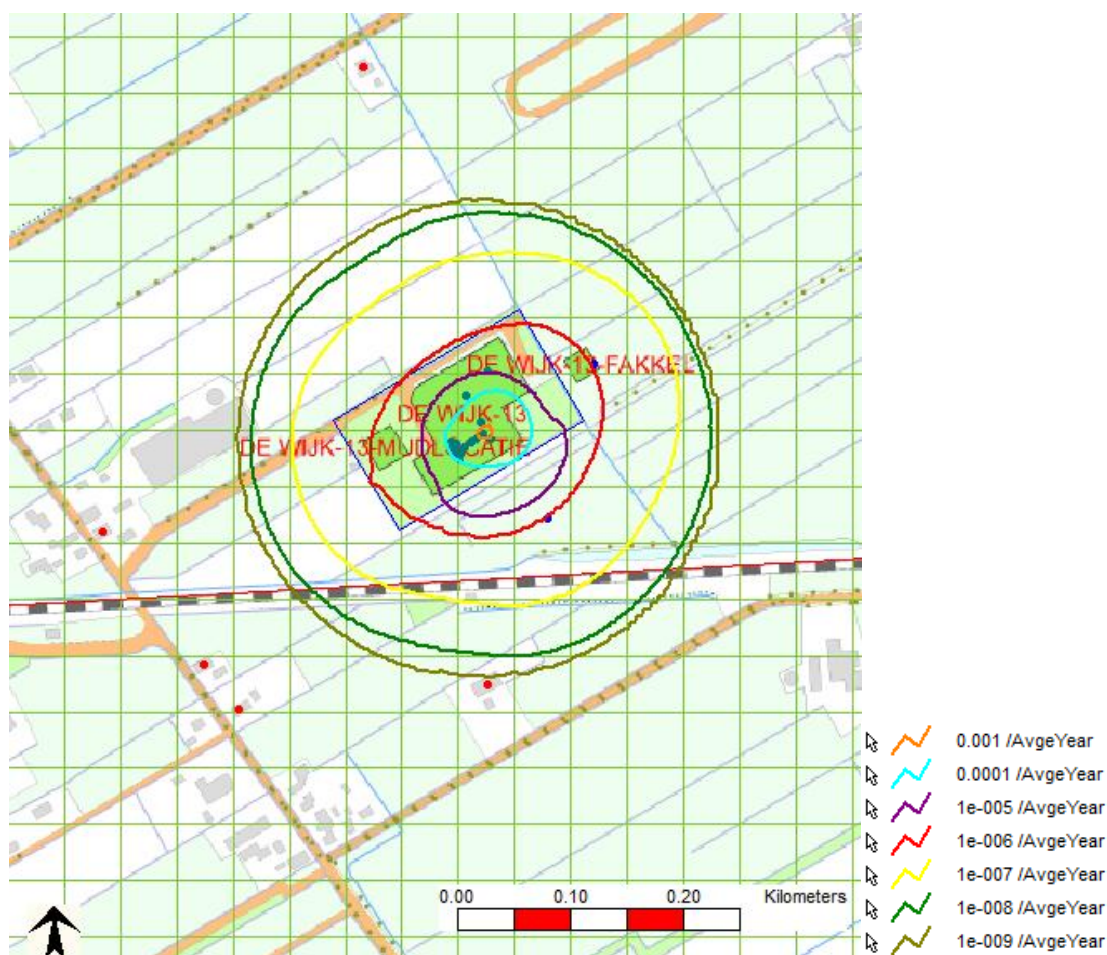 DE WIJK-13-FAKKEL
DE WIJK-13
DE WIJK-13-MUDLOCATIE
0.001 /AvgeYear
0.0001 /AvgeYear
1e-005 /AvgeYear
1e-006 /AvgeYear
1e-007 /AvgeYear
1e-008 /AvgeYear
1e-009 /AvgeYear
0.00 0.10 0.20 Kilometers